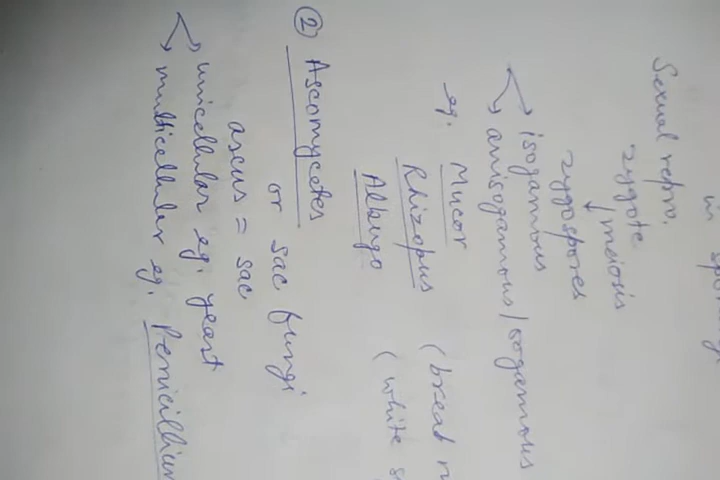 Sexual repro.
zygote
↓ meiosis
zygospores
isogamous
anisogamous/oogamous
eg. Mucor
Rhizopus (bread
Albugo (white
② Ascomycetes
or sac fungi
ascus = sac
unicellular eg. yeast
multicellular eg. Penicillium